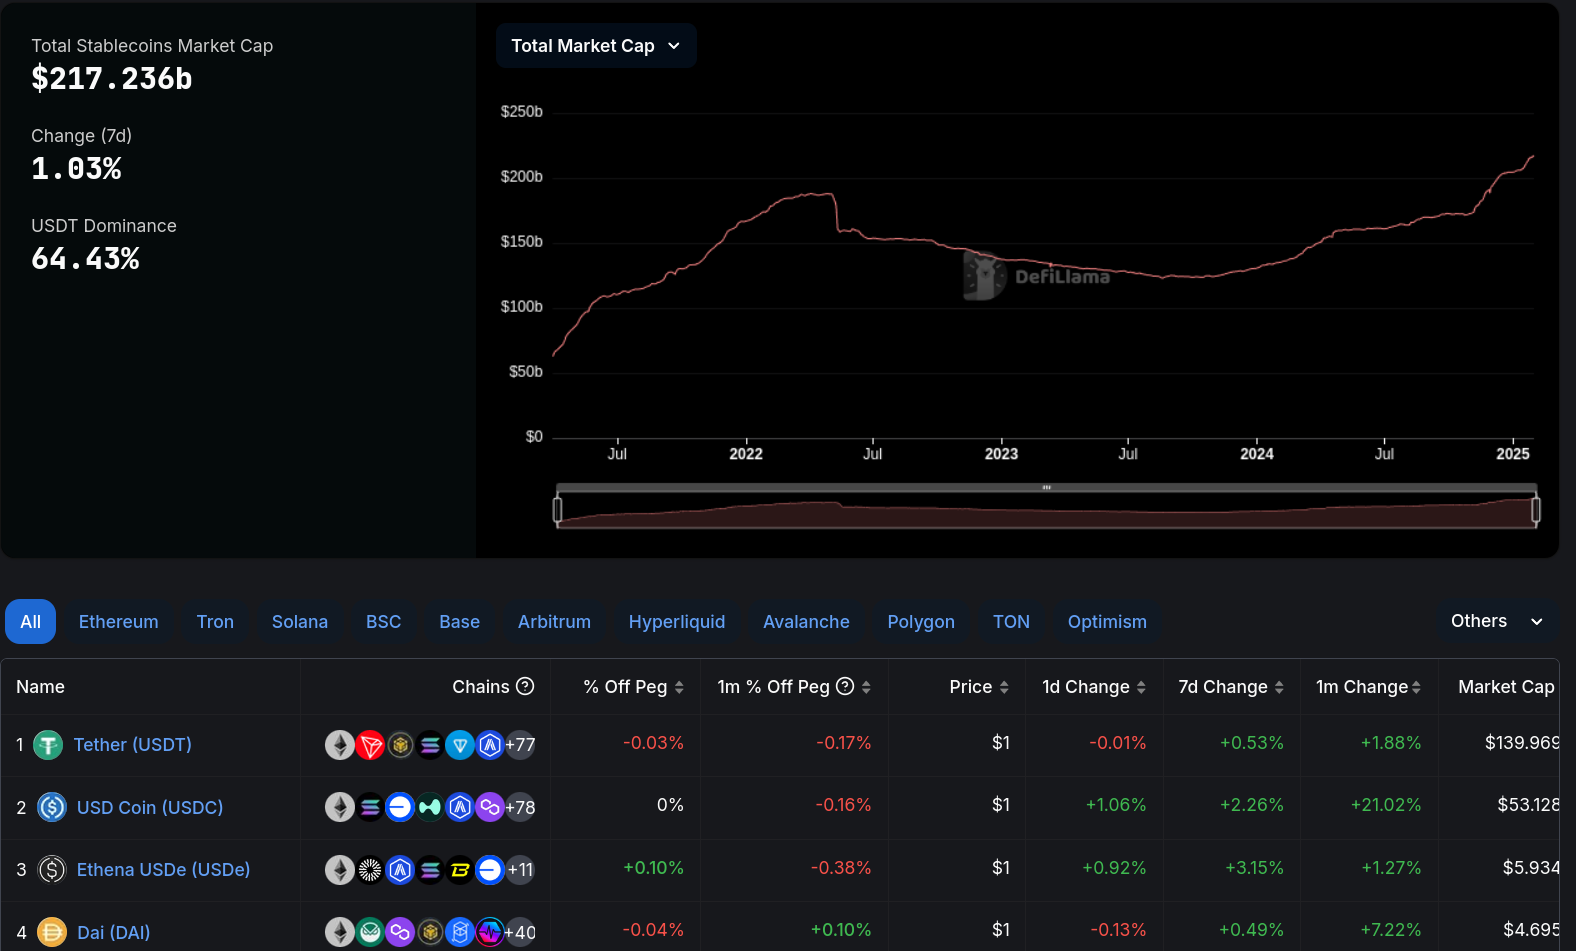 Total Stablecoins Market Cap
$217.236b
Change (7d)
1.03%
USDT Dominance
64.43%
Total Market Cap
$250b
$200b
$150b
$100b
$50b
$0
DefiLlama
Jul 2022 Jul 2023 Jul 2024 Jul 2025
All Ethereum Tron Solana BSC Base Arbitrum Hyperliquid Avalanche Polygon TON Optimism Others
Name Chains % Off Peg 1m % Off Peg Price 1d Change 7d Change 1m Change Market Cap
1 Tether (USDT) +77 -0.03% -0.17% $1 -0.01% +0.53% +1.88% $139.969
2 USD Coin (USDC) +78 0% -0.16% $1 +1.06% +2.26% +21.02% $53.128
3 Ethena USDe (USDe) +11 +0.10% -0.38% $1 +0.92% +3.15% +1.27% $5.934
4 Dai (DAI) +40 -0.04% +0.10% $1 -0.13% +0.49% +7.22% $4.695